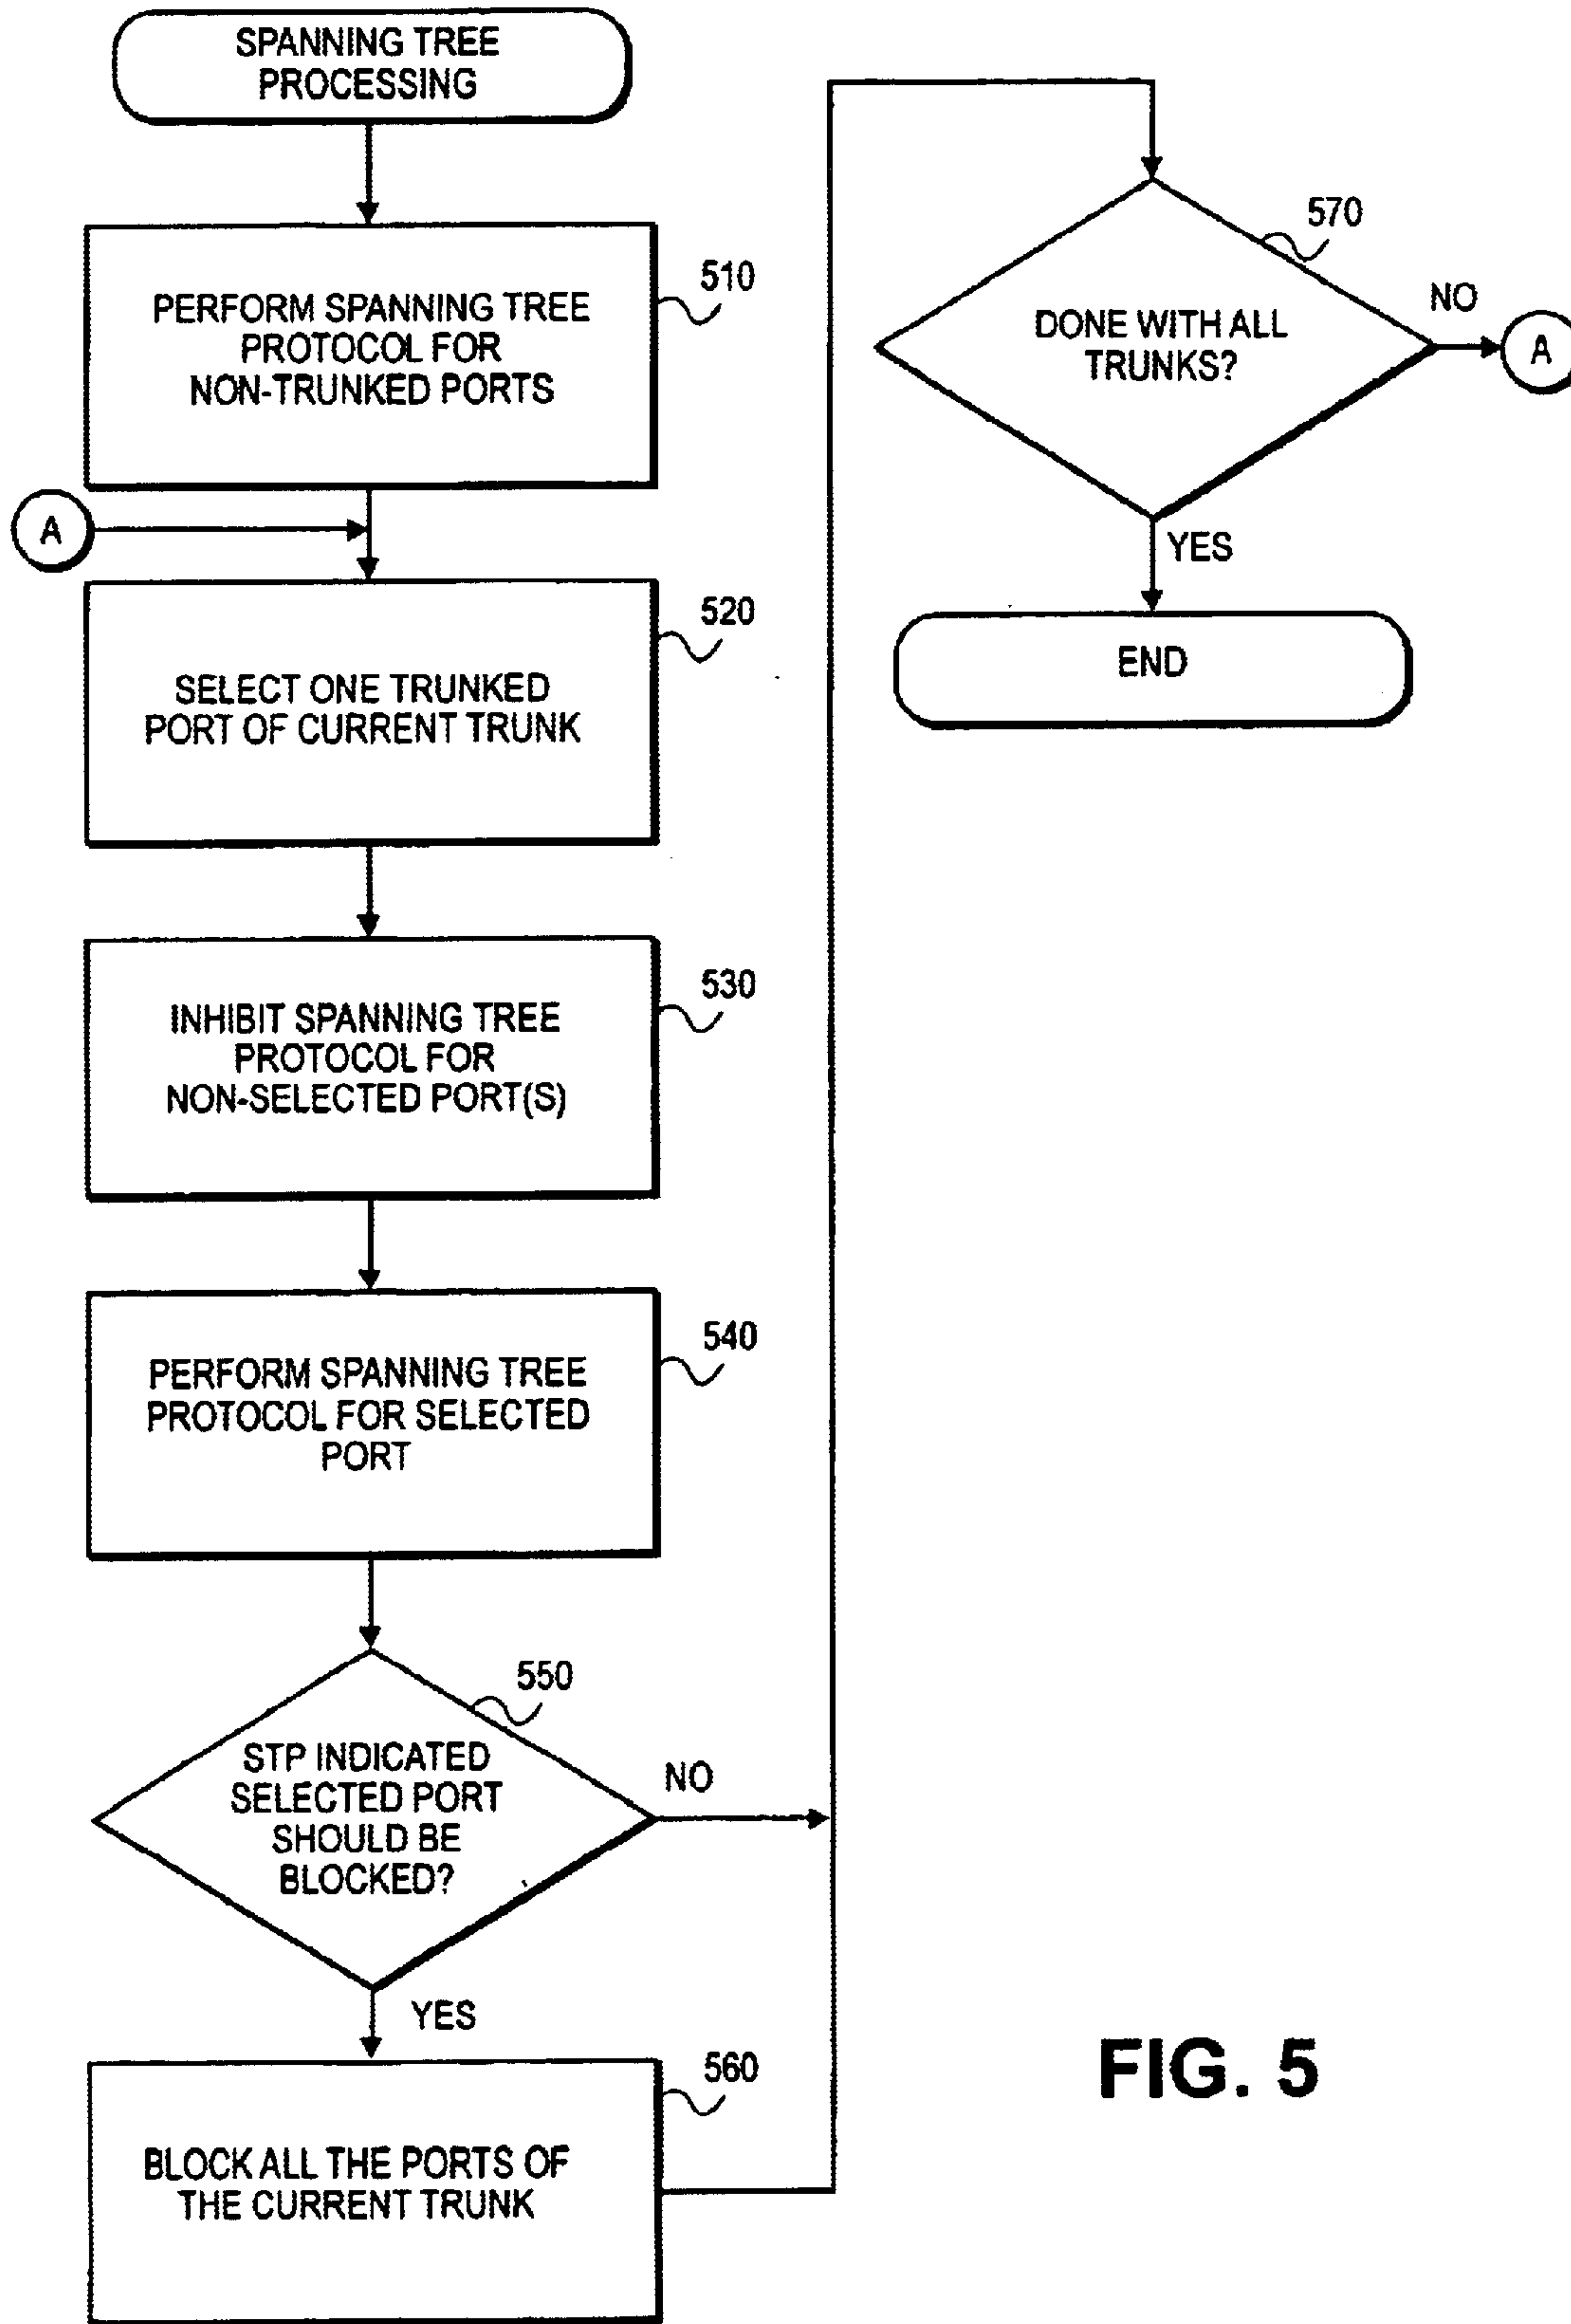 SPANNING TREE
PROCESSING
510
PERFORM SPANNING TREE
PROTOCOL FOR
NON-TRUNKED PORTS
A
520
SELECT ONE TRUNKED
PORT OF CURRENT TRUNK
530
INHIBIT SPANNING TREE
PROTOCOL FOR
NON-SELECTED PORT(S)
540
PERFORM SPANNING TREE
PROTOCOL FOR SELECTED
PORT
550
STP INDICATED
SELECTED PORT
SHOULD BE
BLOCKED?
NO
YES
560
BLOCK ALL THE PORTS OF
THE CURRENT TRUNK
570
DONE WITH ALL
TRUNKS?
NO
A
YES
END
FIG. 5